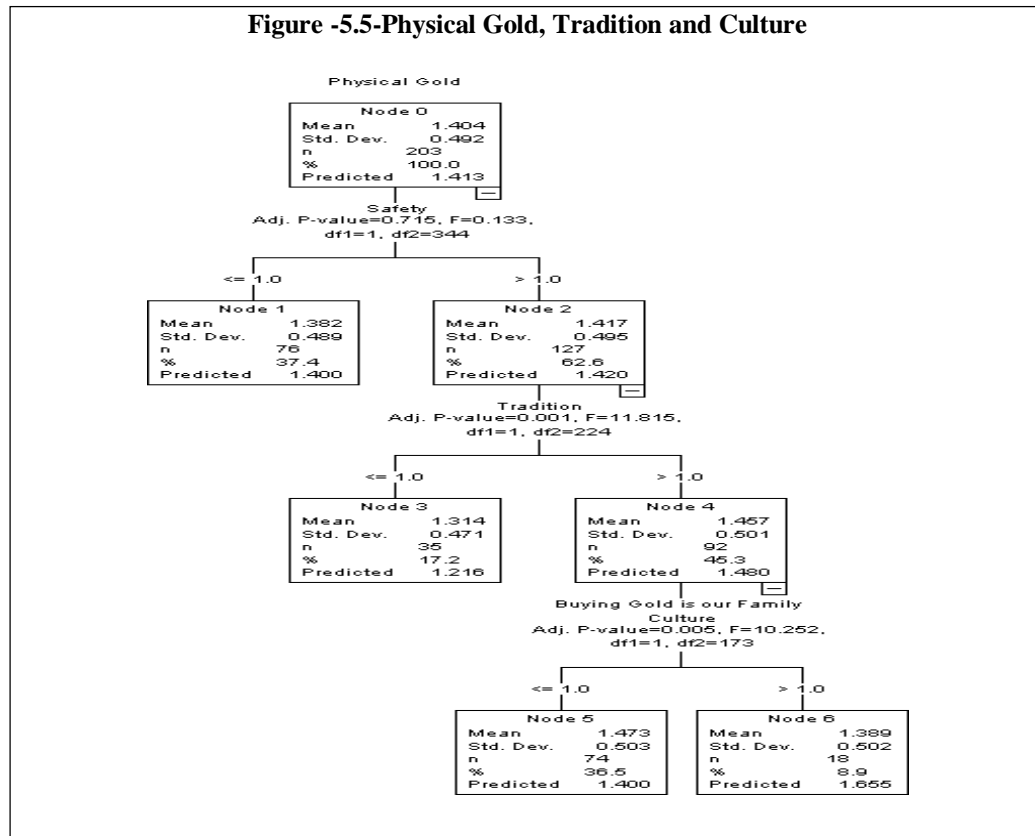 Figure -5.5-Physical Gold, Tradition and Culture
Physical Gold
Node 0
Mean 1.404
Std. Dev. 0.492
n 203
% 100.0
Predicted 1.413
Safety
Adj. P-value=0.715, F=0.133,
df1=1, df2=344
<= 1.0
> 1.0
Node 1
Mean 1.382
Std. Dev. 0.489
n 76
% 37.4
Predicted 1.400
Node 2
Mean 1.417
Std. Dev. 0.495
n 127
% 62.6
Predicted 1.420
Tradition
Adj. P-value=0.001, F=11.815,
df1=1, df2=224
<= 1.0
> 1.0
Node 3
Mean 1.314
Std. Dev. 0.471
n 35
% 17.2
Predicted 1.216
Node 4
Mean 1.457
Std. Dev. 0.501
n 92
% 45.3
Predicted 1.480
Buying Gold is our Family
Culture
Adj. P-value=0.005, F=10.252,
df1=1, df2=173
<= 1.0
> 1.0
Node 5
Mean 1.473
Std. Dev. 0.503
n 74
% 36.5
Predicted 1.400
Node 6
Mean 1.389
Std. Dev. 0.502
n 18
% 8.9
Predicted 1.655